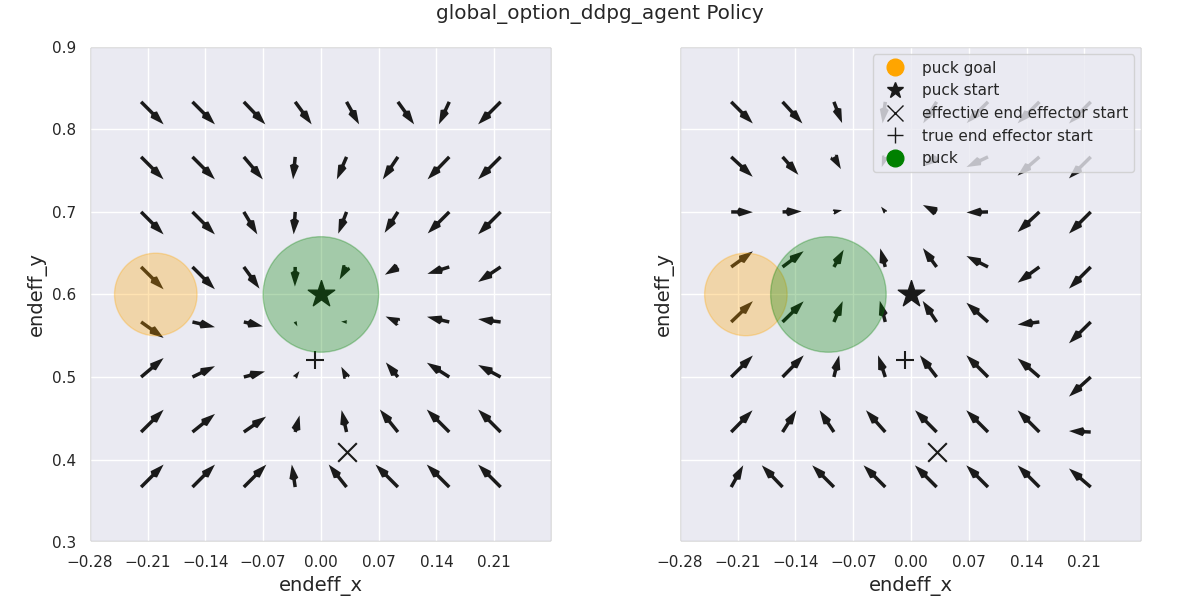 global_option_ddpg_agent Policy
0.9
0.8
0.7
0.6
0.5
0.4
0.3
endeff_y
−0.28 −0.21 −0.14 −0.07 0.00 0.07 0.14 0.21
endeff_x
puck goal
puck start
effective end effector start
true end effector start
puck
endeff_y
−0.28 −0.21 −0.14 −0.07 0.00 0.07 0.14 0.21
endeff_x